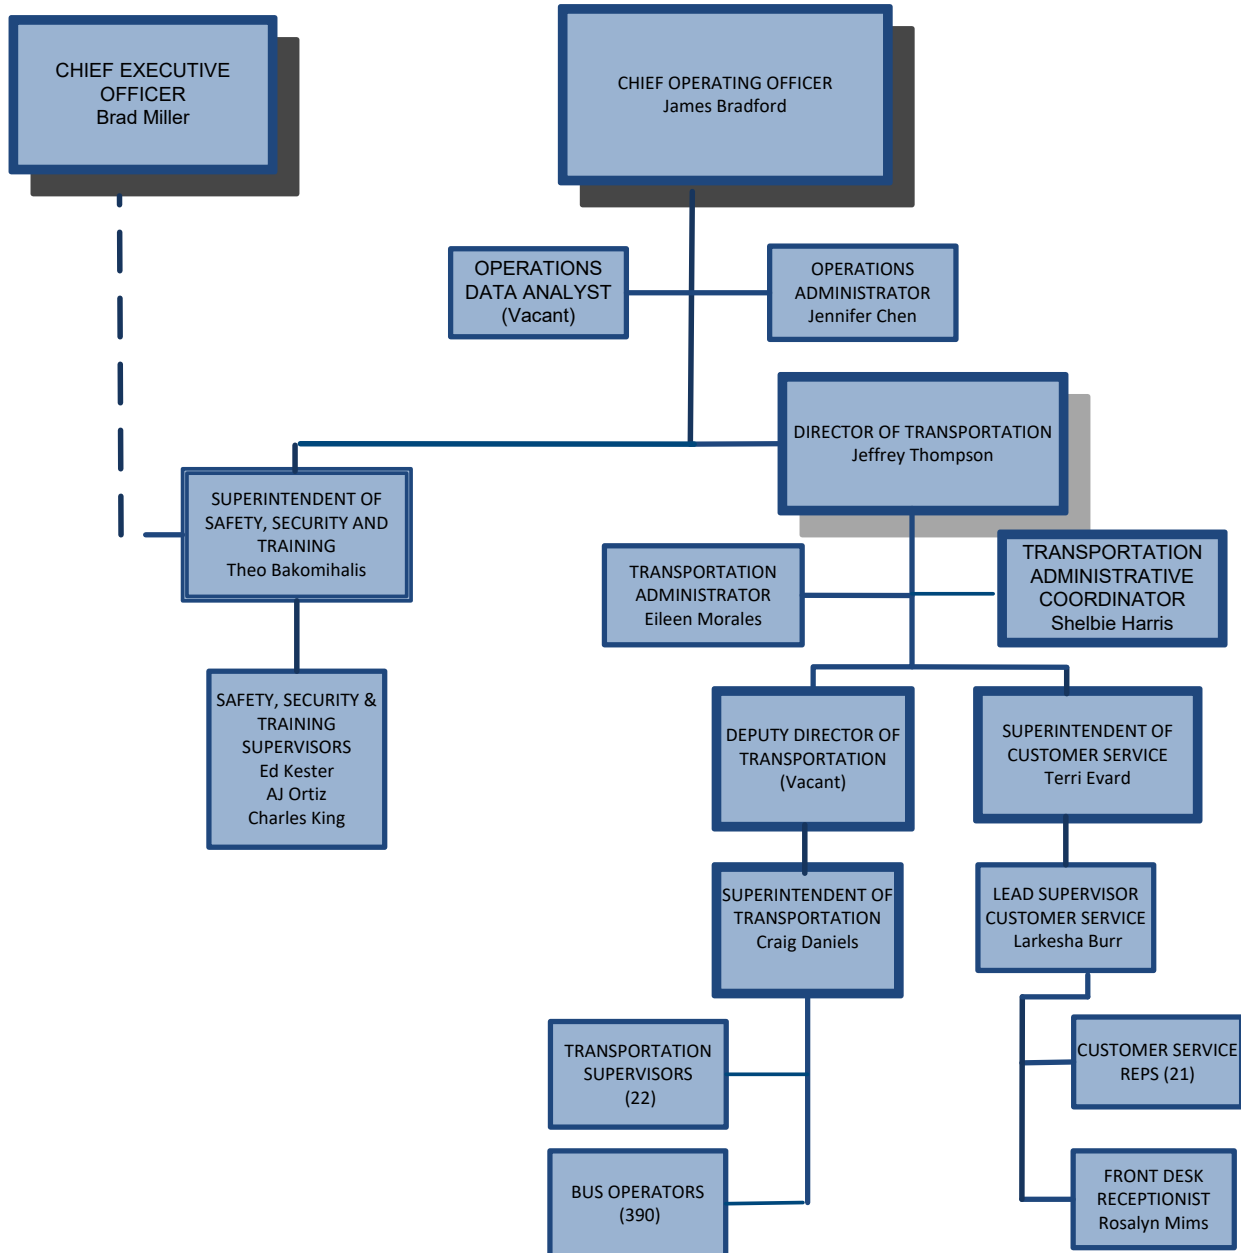 CHIEF EXECUTIVE
OFFICER
Brad Miller
CHIEF OPERATING OFFICER
James Bradford
OPERATIONS
DATA ANALYST
(Vacant)
OPERATIONS
ADMINISTRATOR
Jennifer Chen
DIRECTOR OF TRANSPORTATION
Jeffrey Thompson
SUPERINTENDENT OF
SAFETY, SECURITY AND
TRAINING
Theo Bakomihalis
TRANSPORTATION
ADMINISTRATOR
Eileen Morales
TRANSPORTATION
ADMINISTRATIVE
COORDINATOR
Shelbie Harris
SAFETY, SECURITY &
TRAINING
SUPERVISORS
Ed Kester
AJ Ortiz
Charles King
DEPUTY DIRECTOR OF
TRANSPORTATION
(Vacant)
SUPERINTENDENT OF
CUSTOMER SERVICE
Terri Evard
SUPERINTENDENT OF
TRANSPORTATION
Craig Daniels
LEAD SUPERVISOR
CUSTOMER SERVICE
Larkesha Burr
TRANSPORTATION
SUPERVISORS
(22)
CUSTOMER SERVICE
REPS (21)
BUS OPERATORS
(390)
FRONT DESK
RECEPTIONIST
Rosalyn Mims